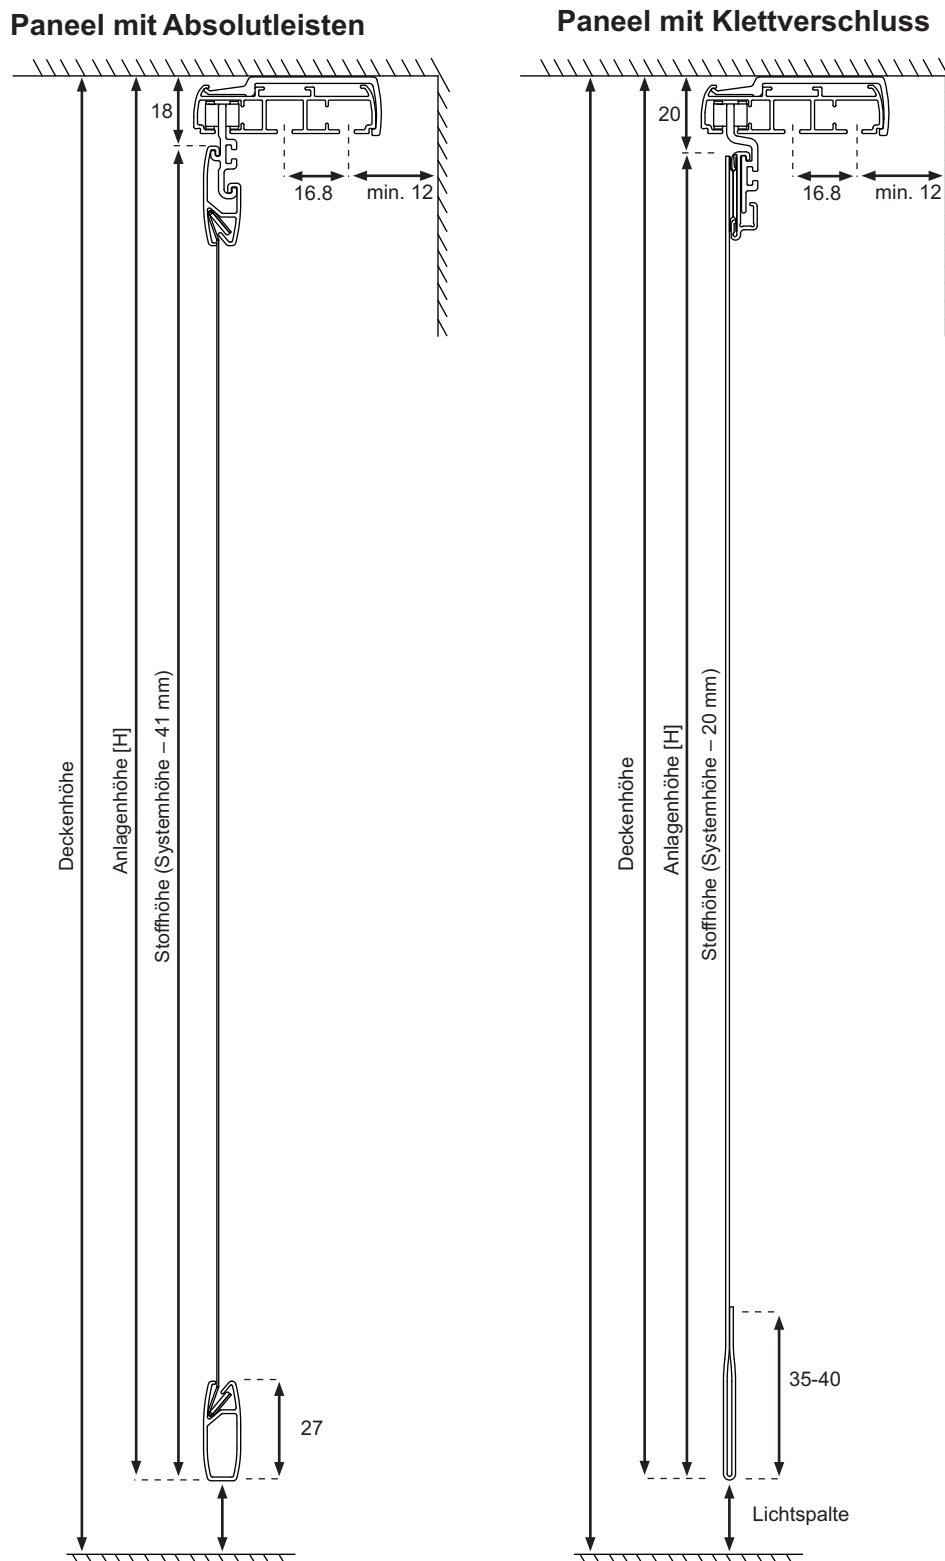 Paneel mit Absolutleisten
18
16.8
min. 12
Deckenhöhe
Anlagenhöhe [H]
Stoffhöhe (Systemhöhe – 41 mm)
27
Paneel mit Klettverschluss
20
16.8
min. 12
Deckenhöhe
Anlagenhöhe [H]
Stoffhöhe (Systemhöhe – 20 mm)
35-40
Lichtspalte